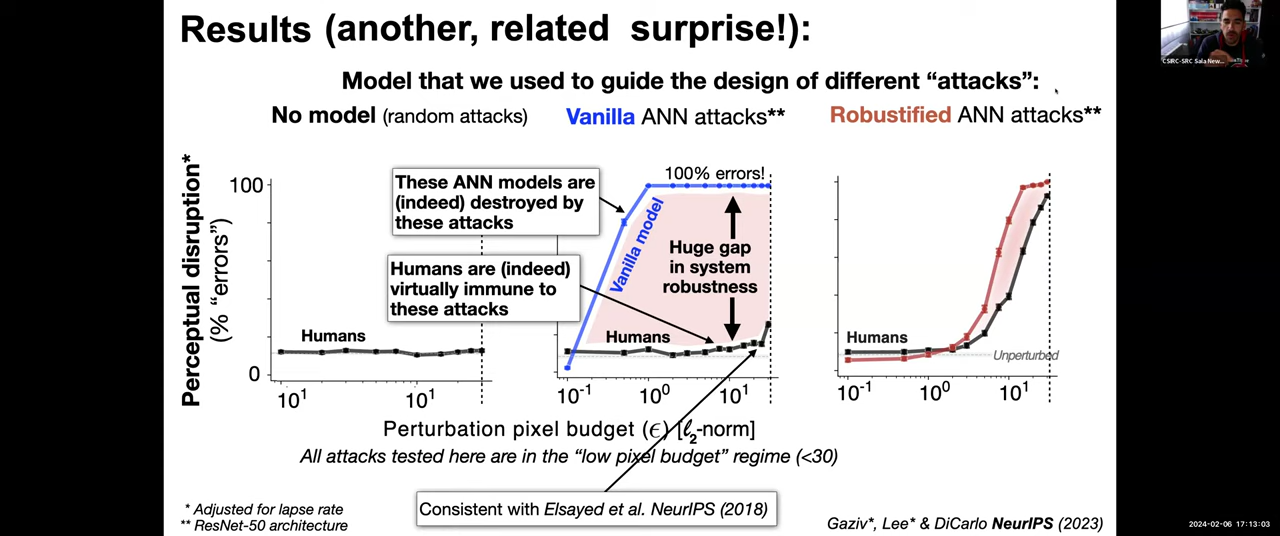 Results (another, related surprise!):
Model that we used to guide the design of different “attacks”:
No model (random attacks)
Vanilla ANN attacks**
Robustified ANN attacks**
Perceptual disruption*
(% “errors”)
100
0
Humans
10¹
10¹
These ANN models are
(indeed) destroyed by
these attacks
Humans are (indeed)
virtually immune to
these attacks
100% errors!
Vanilla model
Huge gap
in system
robustness
Humans
10⁻¹
10⁰
10¹
Humans
Unperturbed
10⁻¹
10⁰
10¹
Perturbation pixel budget (ϵ) [ℓ₂-norm]
All attacks tested here are in the “low pixel budget” regime (<30)
Consistent with Elsayed et al. NeurIPS (2018)
* Adjusted for lapse rate
** ResNet-50 architecture
Gaziv*, Lee* & DiCarlo NeurIPS (2023)
CSIRC-SRC Sala New...
2024-02-06 17:13:03